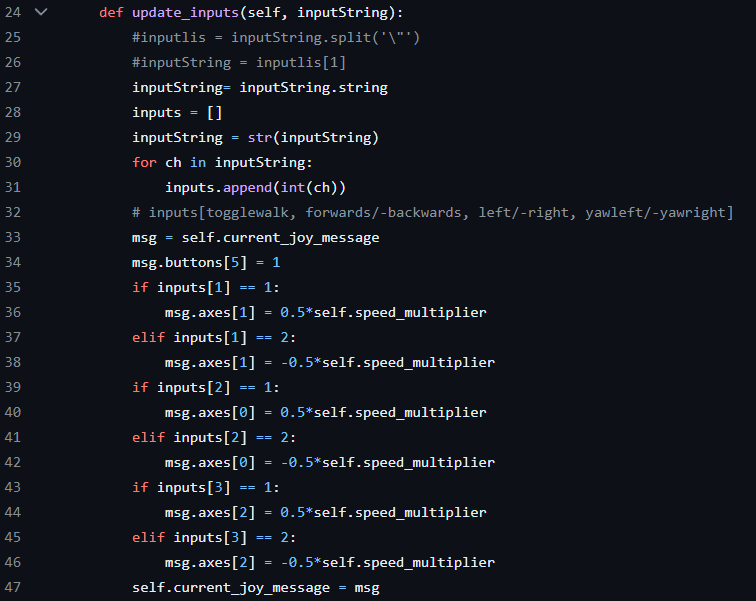 24 def update_inputs(self, inputString):
25 #inputlis = inputString.split('\"')
26 #inputString = inputlis[1]
27 inputString= inputString.string
28 inputs = []
29 inputString = str(inputString)
30 for ch in inputString:
31 inputs.append(int(ch))
32 # inputs[togglewalk, forwards/-backwards, left/-right, yawleft/-yawright]
33 msg = self.current_joy_message
34 msg.buttons[5] = 1
35 if inputs[1] == 1:
36 msg.axes[1] = 0.5*self.speed_multiplier
37 elif inputs[1] == 2:
38 msg.axes[1] = -0.5*self.speed_multiplier
39 if inputs[2] == 1:
40 msg.axes[0] = 0.5*self.speed_multiplier
41 elif inputs[2] == 2:
42 msg.axes[0] = -0.5*self.speed_multiplier
43 if inputs[3] == 1:
44 msg.axes[2] = 0.5*self.speed_multiplier
45 elif inputs[3] == 2:
46 msg.axes[2] = -0.5*self.speed_multiplier
47 self.current_joy_message = msg